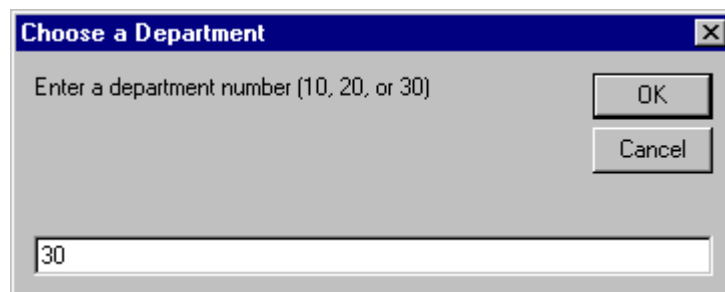 Choose a Department
Enter a department number (10, 20, or 30)
OK
Cancel
30